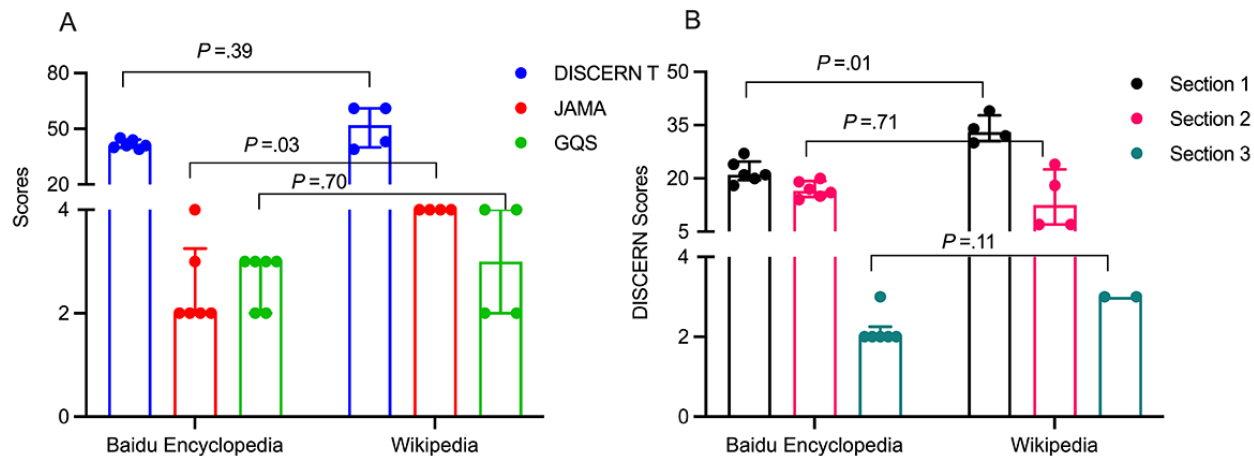 A
P=.39
80
50
20
P=.03
P=.70
4
2
0
Scores
Baidu Encyclopedia
Wikipedia
DISCERN T
JAMA
GQS
B
P=.01
50
35
20
5
P=.71
P=.11
4
2
0
DISCERN Scores
Baidu Encyclopedia
Wikipedia
Section 1
Section 2
Section 3